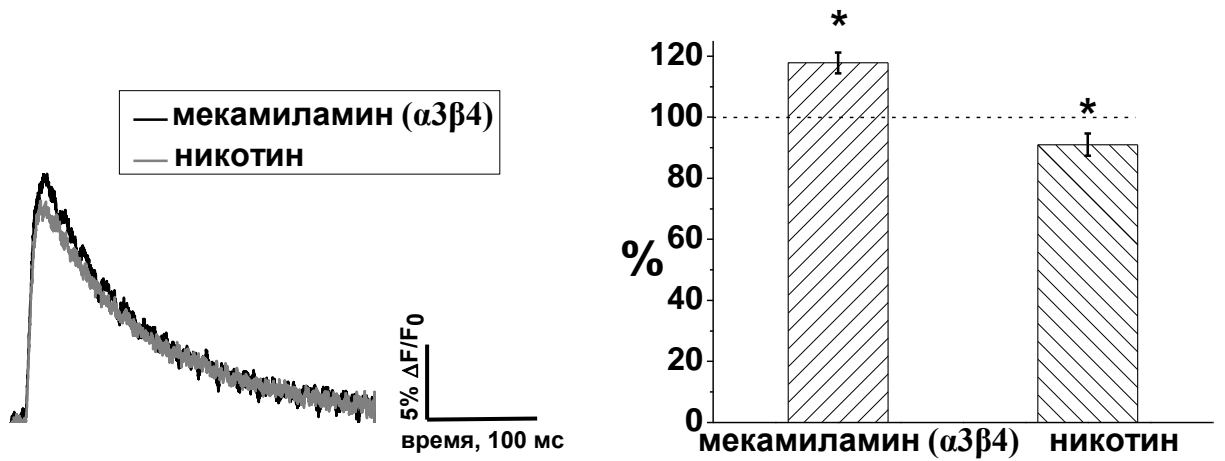 мекамиламин (α3β4)
никотин
5% ΔF/F0
время, 100 мс
*
*
120
100
80
60
40
20
0
%
мекамиламин (α3β4)
никотин